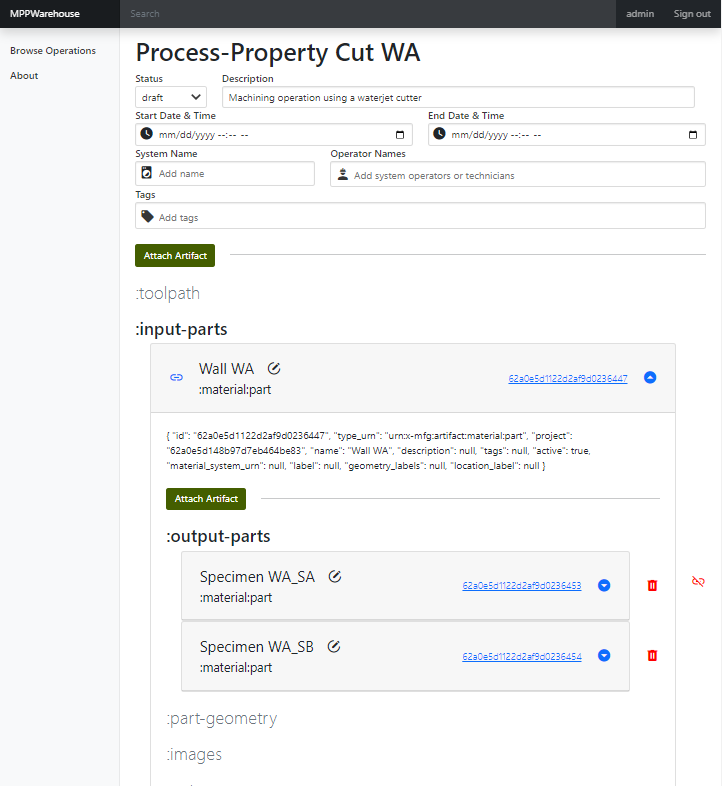 MPPWarehouse
Search
admin
Sign out
Browse Operations
About
Process-Property Cut WA
Status
Description
draft
Machining operation using a waterjet cutter
Start Date & Time
End Date & Time
mm/dd/yyyy --:-- --
mm/dd/yyyy --:-- --
System Name
Operator Names
Add name
Add system operators or technicians
Tags
Add tags
Attach Artifact
:toolpath
:input-parts
Wall WA
:material:part
62a0e5d1122d2af9d0236447
{ "id": "62a0e5d1122d2af9d0236447", "type_urn": "urn:x-mfg:artifact:material:part", "project":
"62a0e5d148b97d7eb464be83", "name": "Wall WA", "description": null, "tags": null, "active": true,
"material_system_urn": null, "label": null, "geometry_labels": null, "location_label": null }
Attach Artifact
:output-parts
Specimen WA_SA
:material:part
62a0e5d1122d2af9d0236453
Specimen WA_SB
:material:part
62a0e5d1122d2af9d0236454
:part-geometry
:images